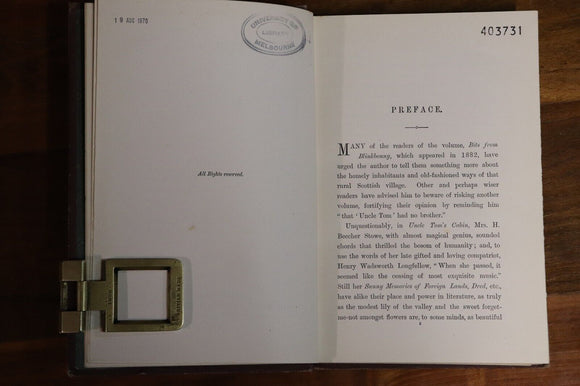 19 AUG 1970
UNIVERSITY OF
LIBRARY
MELBOURNE
All Rights reserved.
403731
PREFACE.
MANY of the readers of the volume, Bits from
Blinkbonny, which appeared in 1882, have
urged the author to tell them something more about
the homely inhabitants and old-fashioned ways of that
rural Scottish village. Other and perhaps wiser
readers have advised him to beware of risking another
volume, fortifying their opinion by reminding him
"that 'Uncle Tom' had no brother."
Unquestionably, in Uncle Tom's Cabin, Mrs. H.
Beecher Stowe, with almost magical genius, sounded
chords that thrilled the bosom of humanity; and, to
use the words of her late gifted and loving compatriot,
Henry Wadsworth Longfellow, "When she passed, it
seemed like the ceasing of most exquisite music."
Still her Sunny Memories of Foreign Lands, Dred, etc.,
have alike their place and power in literature, as truly
as the modest lily of the valley and the sweet forget-
me-not amongst flowers are, to some minds, as beautiful